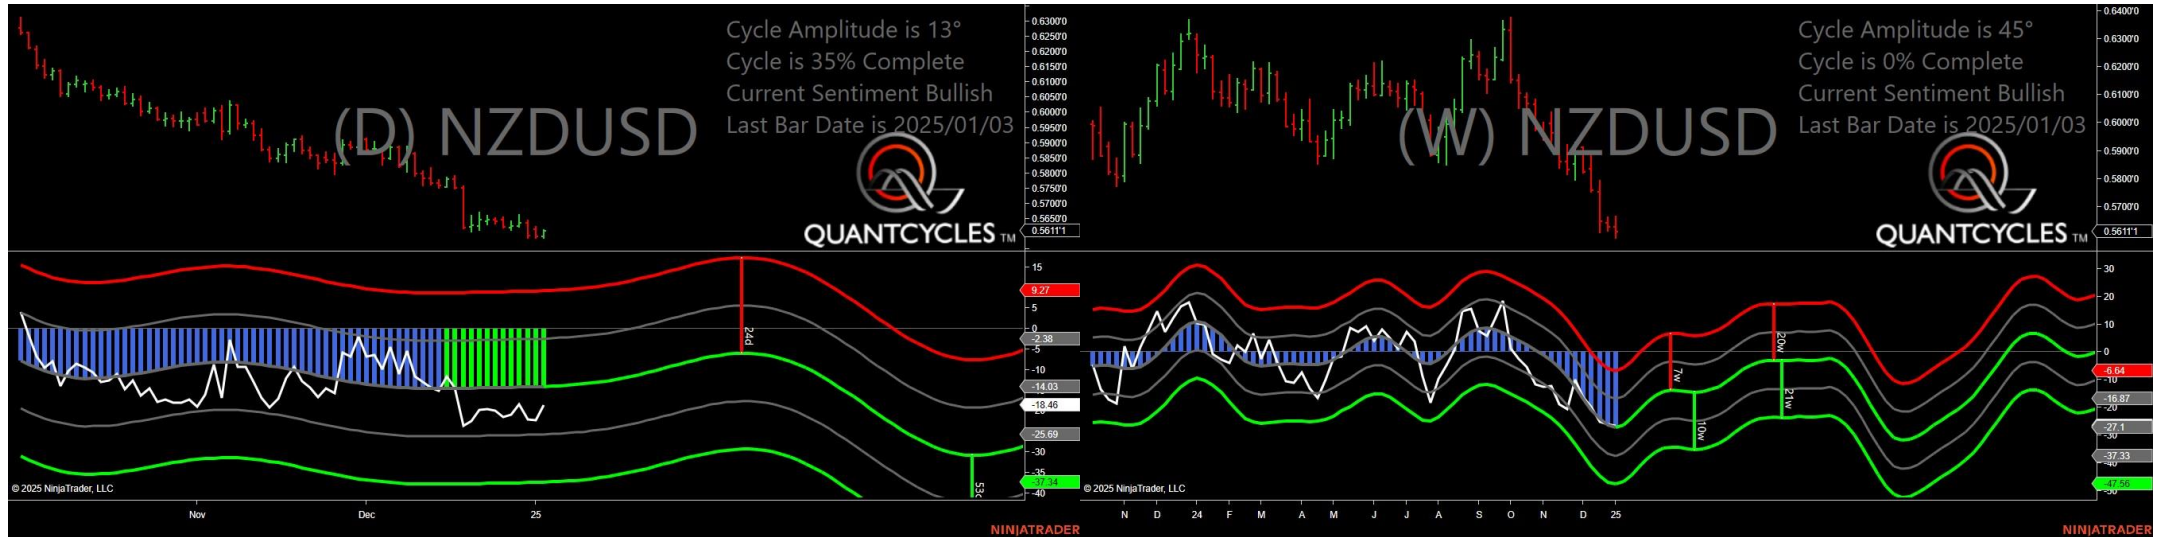 Cycle Amplitude is 13°
Cycle is 35% Complete
Current Sentiment Bullish
Last Bar Date is 2025/01/03
(D) NZDUSD
QUANTCYCLES TM
0.6300'0
0.6250'0
0.6200'0
0.6150'0
0.6100'0
0.6050'0
0.6000'0
0.5950'0
0.5900'0
0.5850'0
0.5800'0
0.5750'0
0.5700'0
0.5650'0
0.5611'1
15
9.27
5
0
-2.38
-5
-10
-14.03
-18.46
-25.69
-30
-35
-37.34
-40
24d
© 2025 NinjaTrader, LLC
Nov Dec 25
NINJATRADER
Cycle Amplitude is 45°
Cycle is 0% Complete
Current Sentiment Bullish
Last Bar Date is 2025/01/03
(W) NZDUSD
QUANTCYCLES TM
0.6400'0
0.6300'0
0.6200'0
0.6100'0
0.6000'0
0.5900'0
0.5800'0
0.5700'0
0.5611'1
30
20
10
0
-6.64
-10
-16.87
-20
-27.1
-30
-37.33
-40
-47.56
7w
10w
20w
21w
© 2025 NinjaTrader, LLC
N D 24 F M A M J J A S O N D 25
NINJATRADER